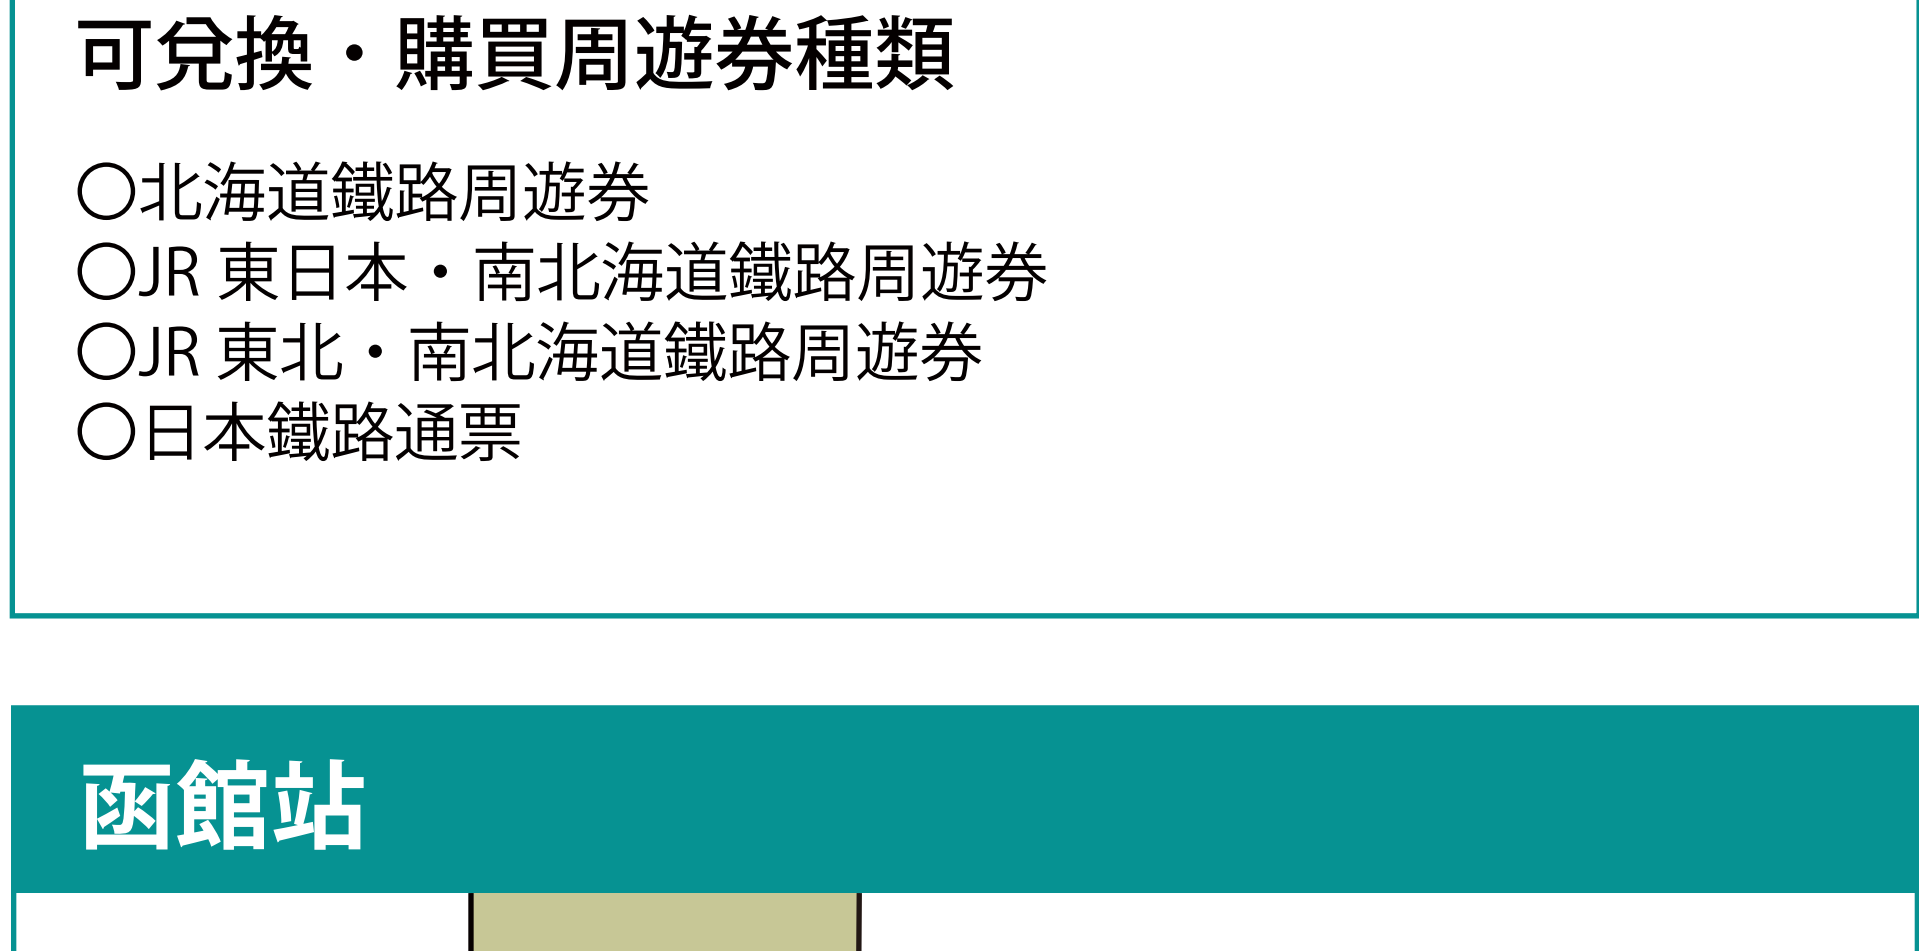 可兌換・購買周遊券種類
〇北海道鐵路周遊券
〇JR 東日本・南北海道鐵路周遊券
〇JR 東北・南北海道鐵路周遊券
〇日本鐵路通票
函館站